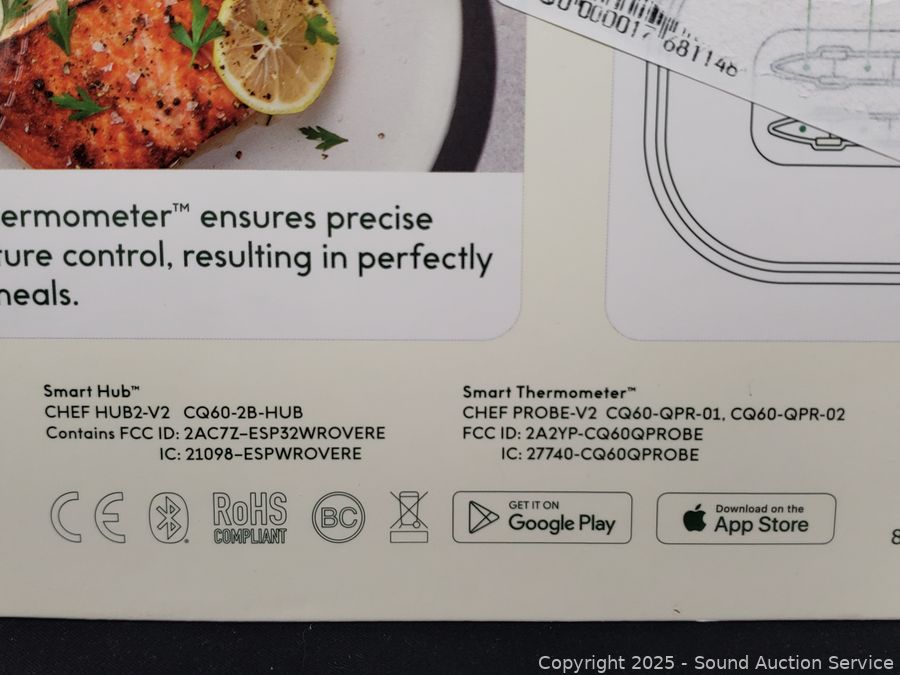 681146
ermometer™ ensures precise
ture control, resulting in perfectly
meals.
Smart Hub™
CHEF HUB2-V2 CQ60-2B-HUB
Contains FCC ID: 2AC7Z-ESP32WROVERE
IC: 21098-ESPWROVERE
Smart Thermometer™
CHEF PROBE-V2 CQ60-QPR-01, CQ60-QPR-02
FCC ID: 2A2YP-CQ60QPROBE
IC: 27740-CQ60QPROBE
CE
RoHS
COMPLIANT
BC
GET IT ON
Google Play
Download on the
App Store
8
Copyright 2025 - Sound Auction Service